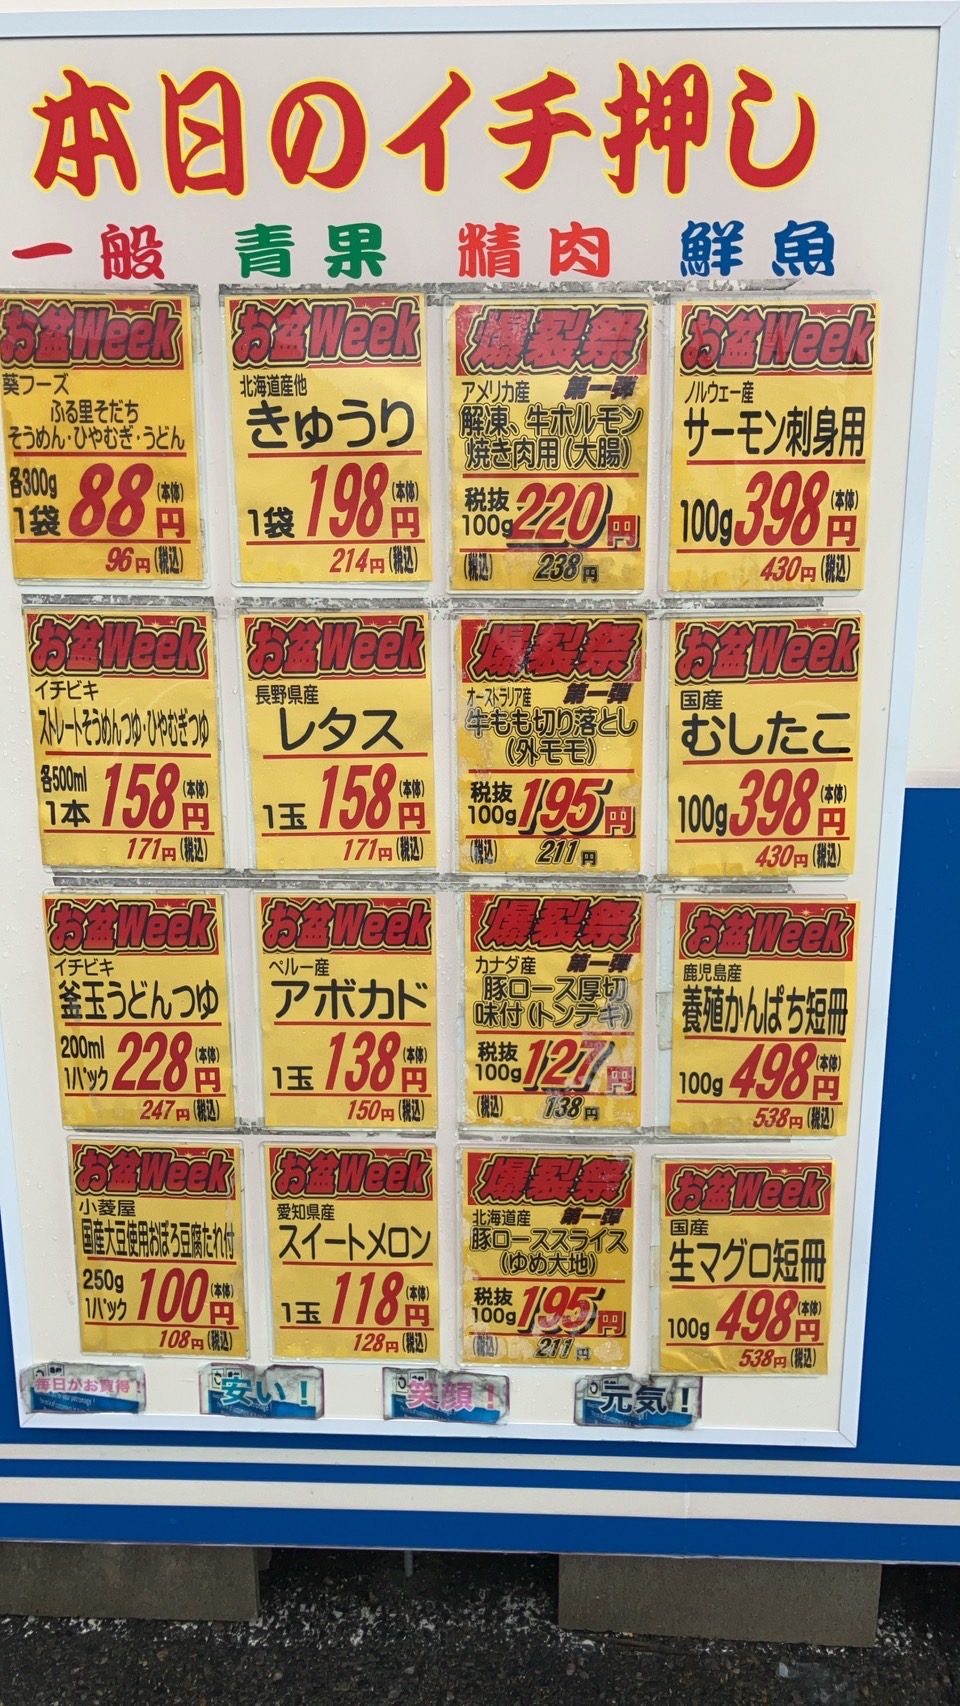 本日のイチ押し
一般 青果 精肉 鮮魚
お盆Week
葵フーズ
ふる里そだち
そうめん・ひやむぎ・うどん
各300g
1袋 88円(本体)
96円(税込)
お盆Week
北海道産他
きゅうり
1袋 198円(本体)
214円(税込)
爆裂祭
アメリカ産 第一弾
解凍、牛ホルモン
焼き肉用(大腸)
税抜
100g 220円
(税込) 238円
お盆Week
ノルウェー産
サーモン刺身用
100g 398円(本体)
430円(税込)
お盆Week
イチビキ
ストレートそうめんつゆ・ひやむぎつゆ
各500ml
1本 158円(本体)
171円(税込)
お盆Week
長野県産
レタス
1玉 158円(本体)
171円(税込)
爆裂祭
オーストラリア産 第一弾
牛もも切り落とし
(外モモ)
税抜
100g 195円
(税込) 211円
お盆Week
国産
むしたこ
100g 398円(本体)
430円(税込)
お盆Week
イチビキ
釜玉うどんつゆ
200ml
1パック 228円(本体)
247円(税込)
お盆Week
ペルー産
アボカド
1玉 138円(本体)
150円(税込)
爆裂祭
カナダ産 第一弾
豚ロース厚切
味付(トンテキ)
税抜
100g 127円
(税込) 138円
お盆Week
鹿児島産
養殖かんぱち短冊
100g 498円(本体)
538円(税込)
お盆Week
小菱屋
国産大豆使用おぼろ豆腐たれ付
250g
1パック 100円(本体)
108円(税込)
お盆Week
愛知県産
スイートメロン
1玉 118円(本体)
128円(税込)
爆裂祭
北海道産 第一弾
豚ローススライス
(ゆめ大地)
税抜
100g 195円
(税込) 211円
お盆Week
国産
生マグロ短冊
100g 498円(本体)
538円(税込)
毎日がお買得! 安い! 笑顔! 元気!